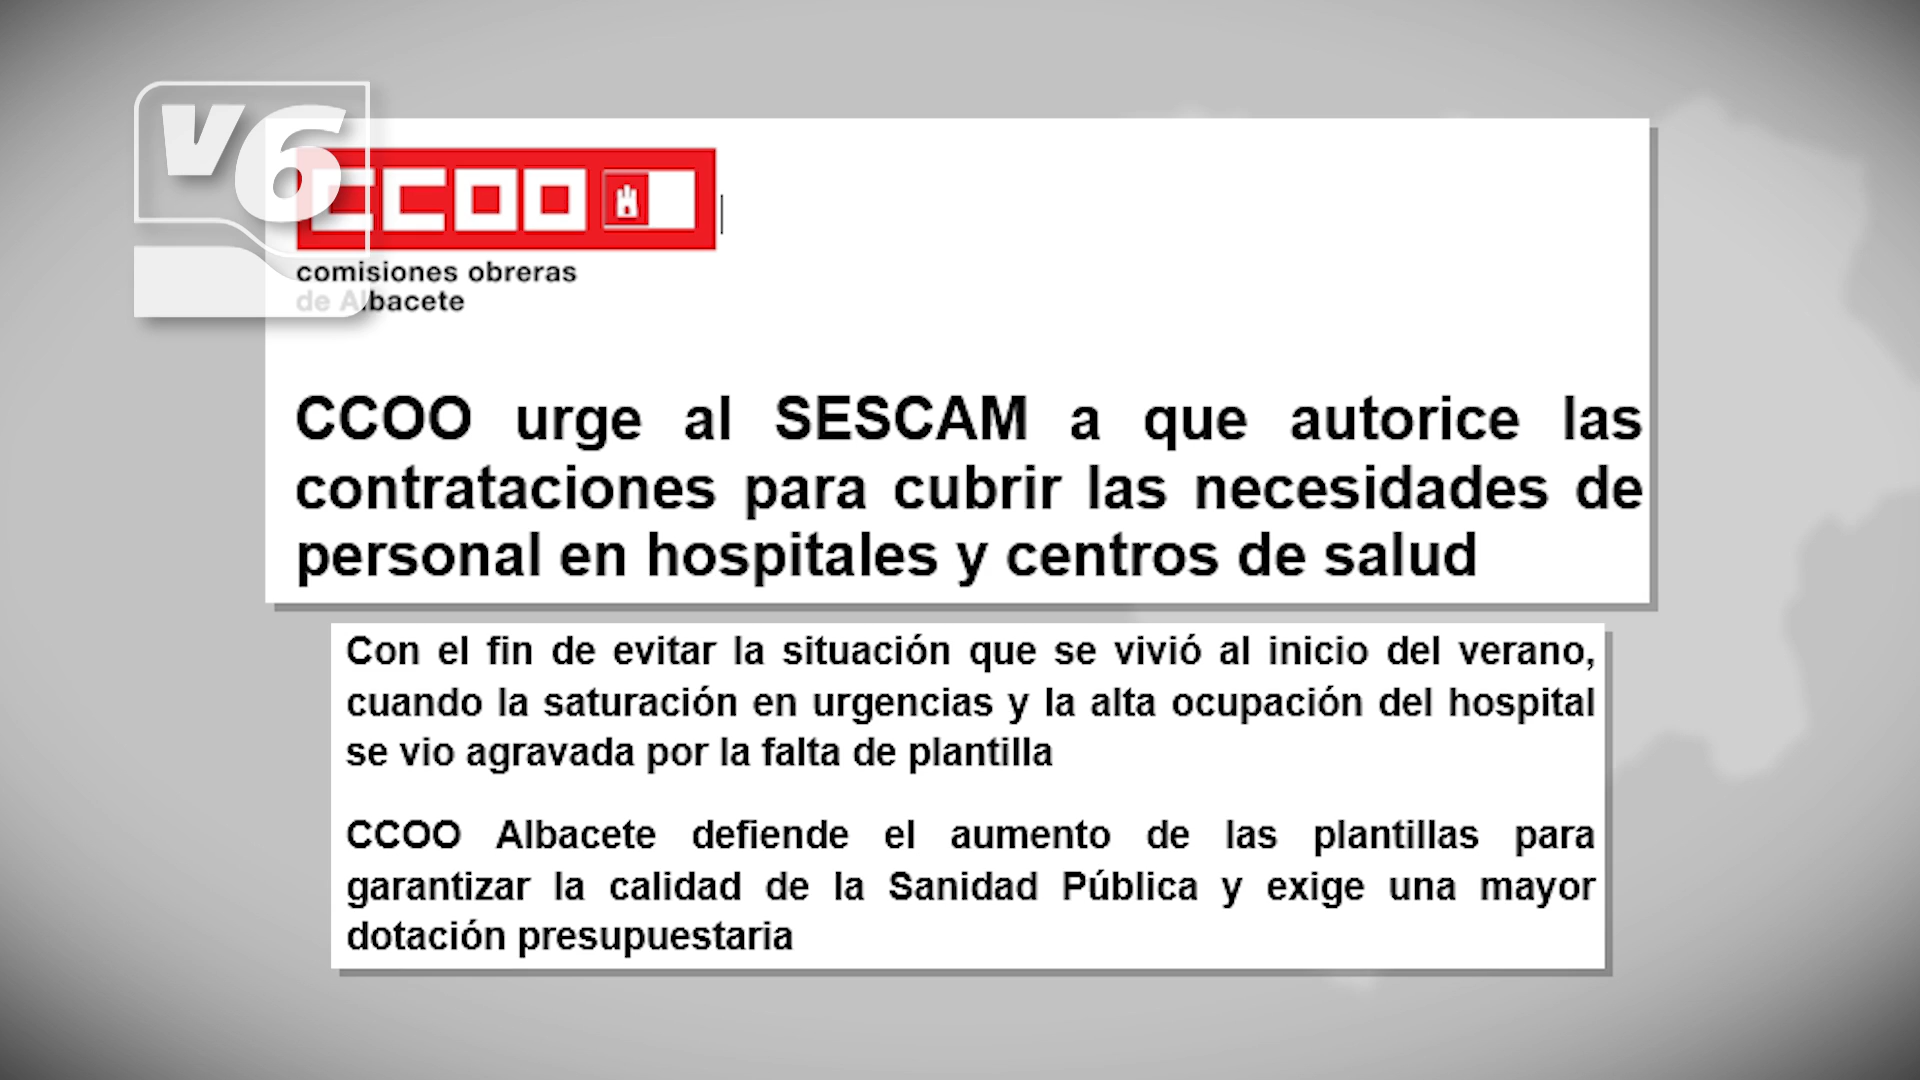 V6
CCOO
comisiones obreras
de Albacete
CCOO urge al SESCAM a que autorice las
contrataciones para cubrir las necesidades de
personal en hospitales y centros de salud
Con el fin de evitar la situación que se vivió al inicio del verano,
cuando la saturación en urgencias y la alta ocupación del hospital
se vio agravada por la falta de plantilla
CCOO Albacete defiende el aumento de las plantillas para
garantizar la calidad de la Sanidad Pública y exige una mayor
dotación presupuestaria